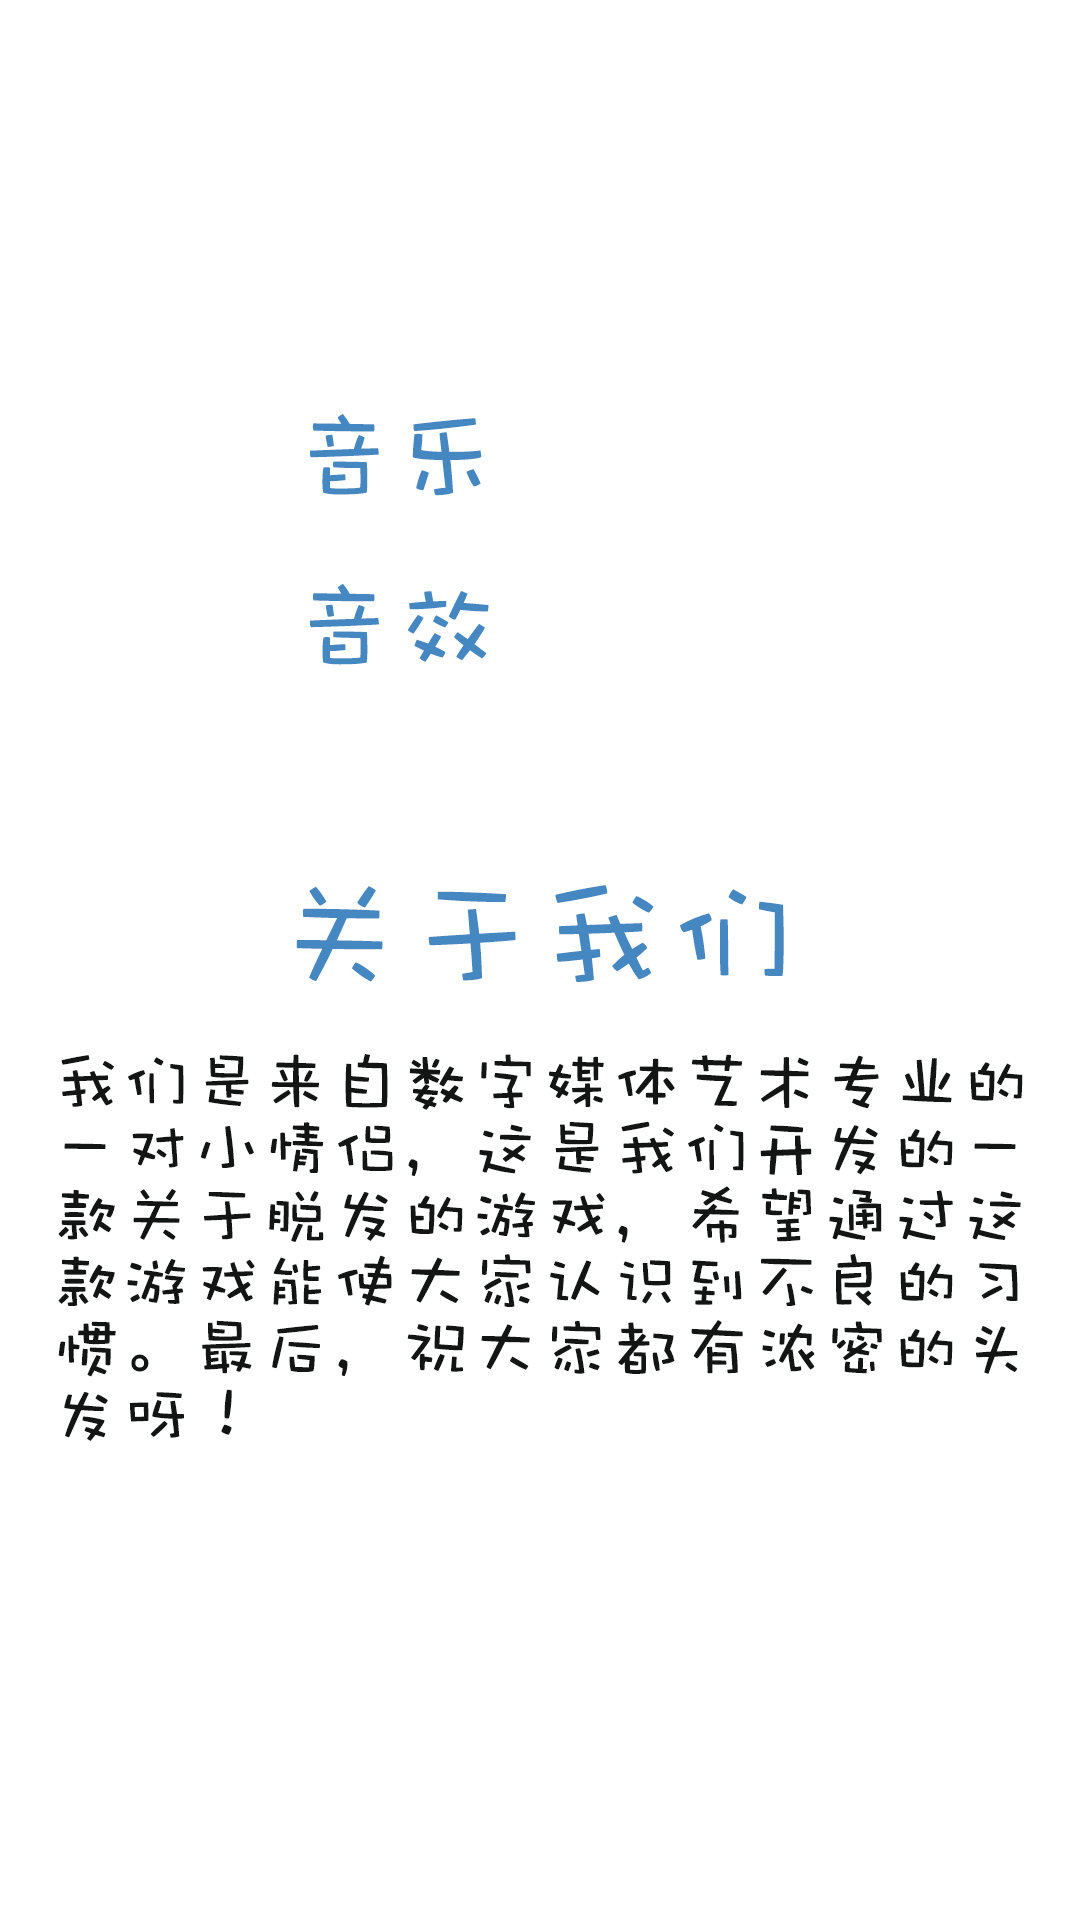 音乐
音效
关于我们
我们是来自数字媒体艺术专业的
一对小情侣，这是我们开发的一
款关于脱发的游戏，希望通过这
款游戏能使大家认识到不良的习
惯。最后，祝大家都有浓密的头
发呀！